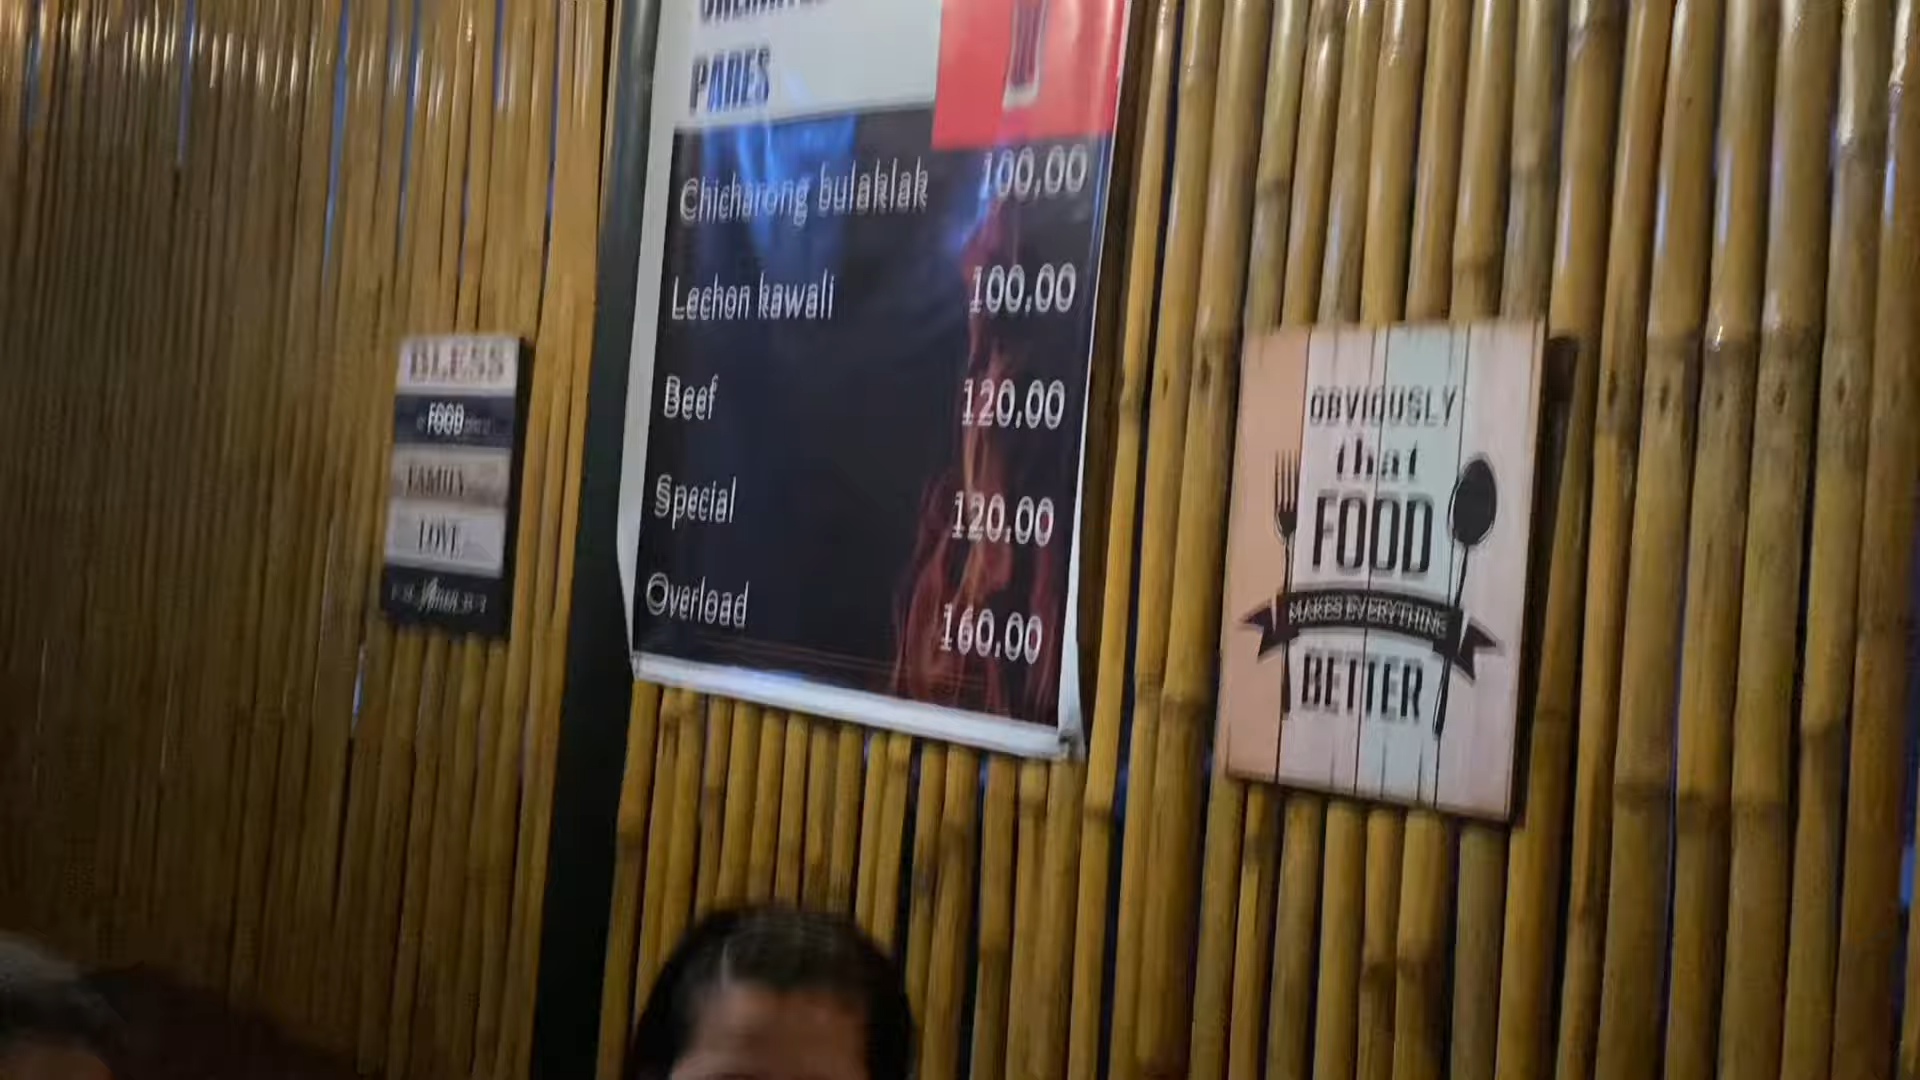 BLESS
FOOD
FAMILY
LOVE
PARES
Chicharong bulaklak 100.00
Lechon kawali 100.00
Beef 120.00
Special 120.00
Overload 160.00
OBVIOUSLY
that
FOOD
MAKES EVERYTHING
BETTER